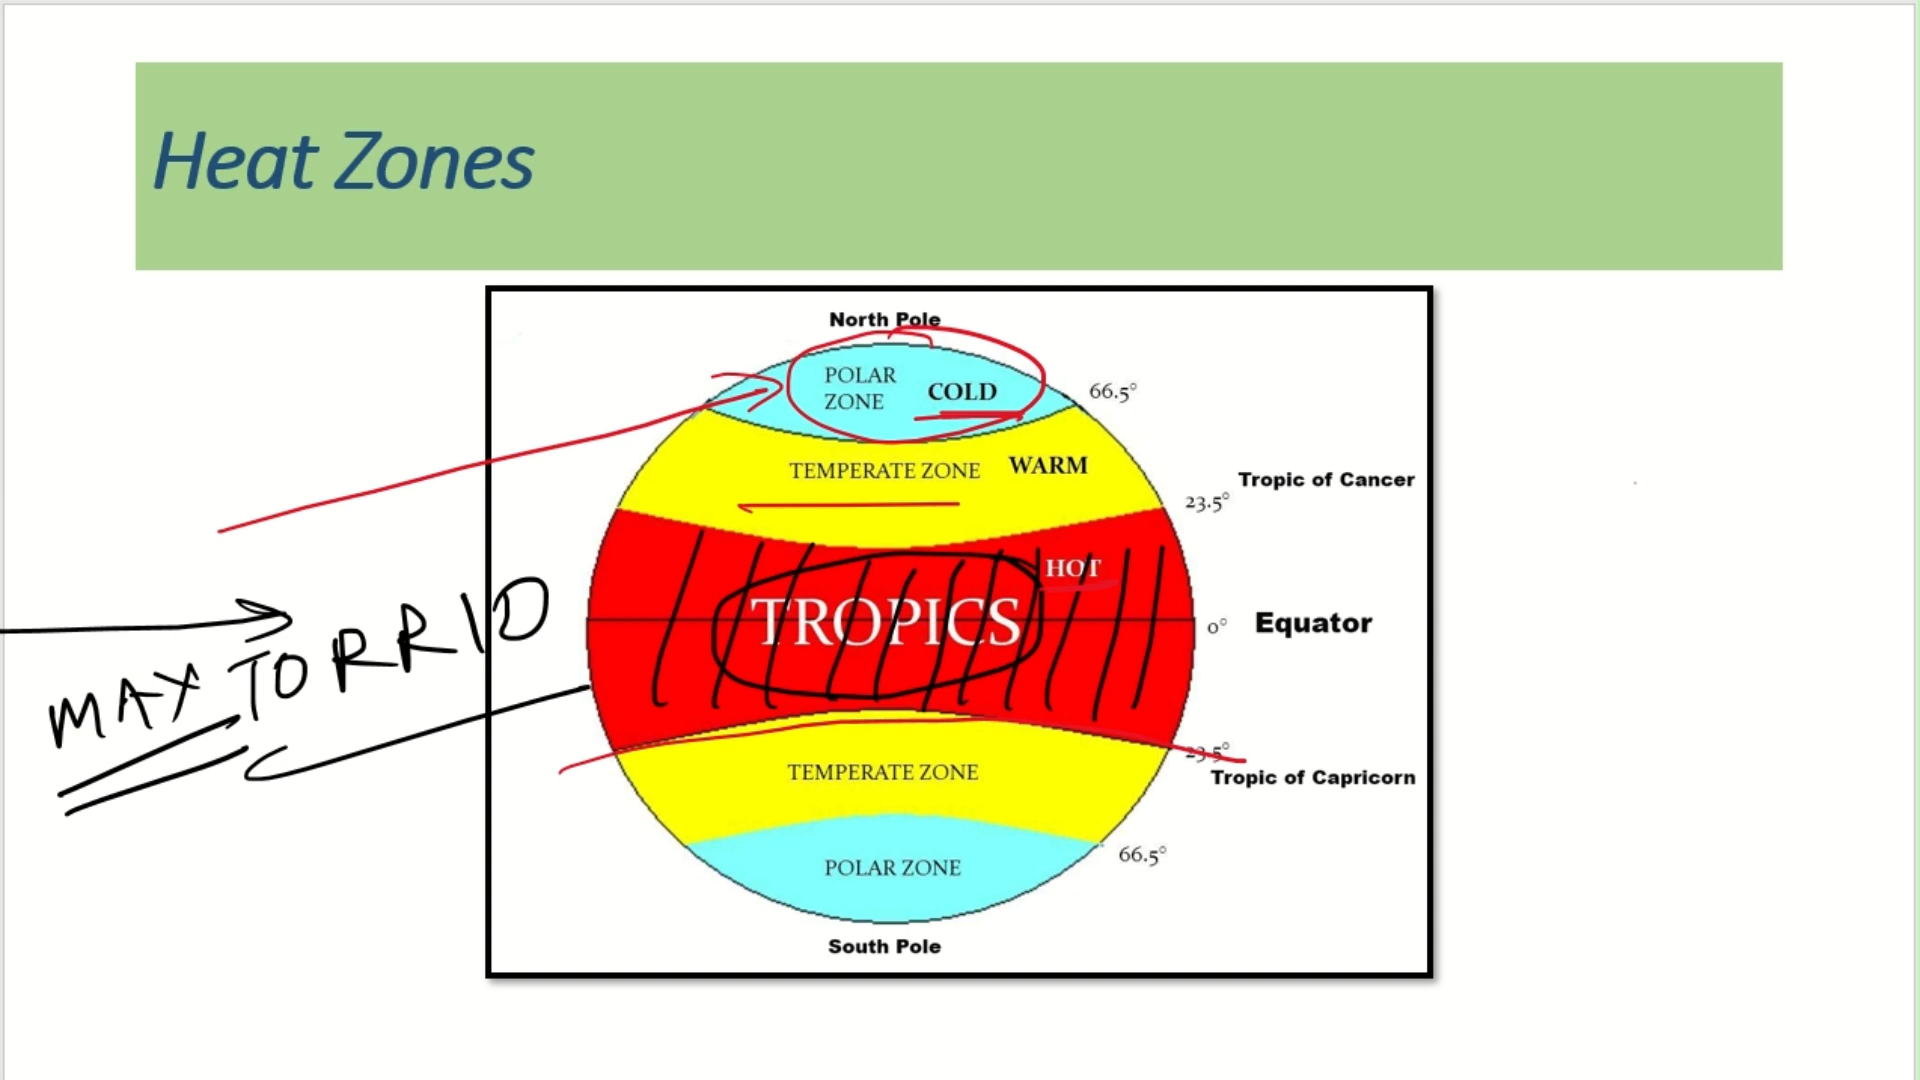 Heat Zones
North Pole
POLAR
ZONE COLD
66.5°
TEMPERATE ZONE WARM
Tropic of Cancer
23.5°
HOT
TROPICS
0° Equator
MAX TORRID
23.5°
TEMPERATE ZONE
Tropic of Capricorn
66.5°
POLAR ZONE
South Pole